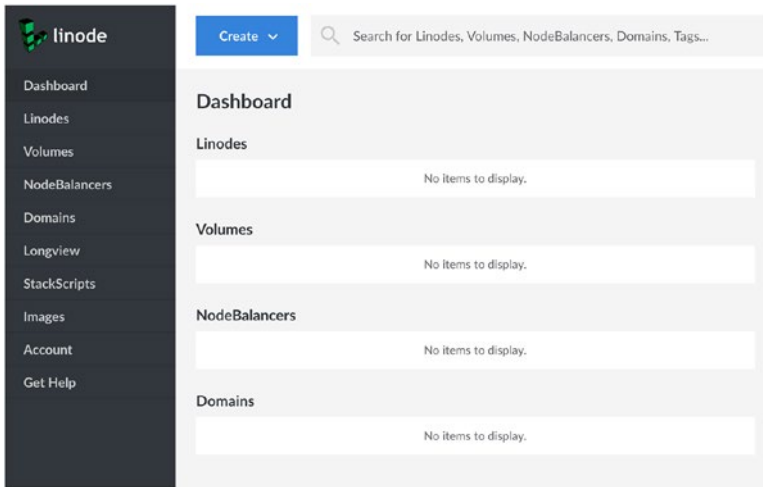 linode
Create
Search for Linodes, Volumes, NodeBalancers, Domains, Tags...
Dashboard
Linodes
Volumes
NodeBalancers
Domains
Longview
StackScripts
Images
Account
Get Help
Dashboard
Linodes
No items to display.
Volumes
No items to display.
NodeBalancers
No items to display.
Domains
No items to display.